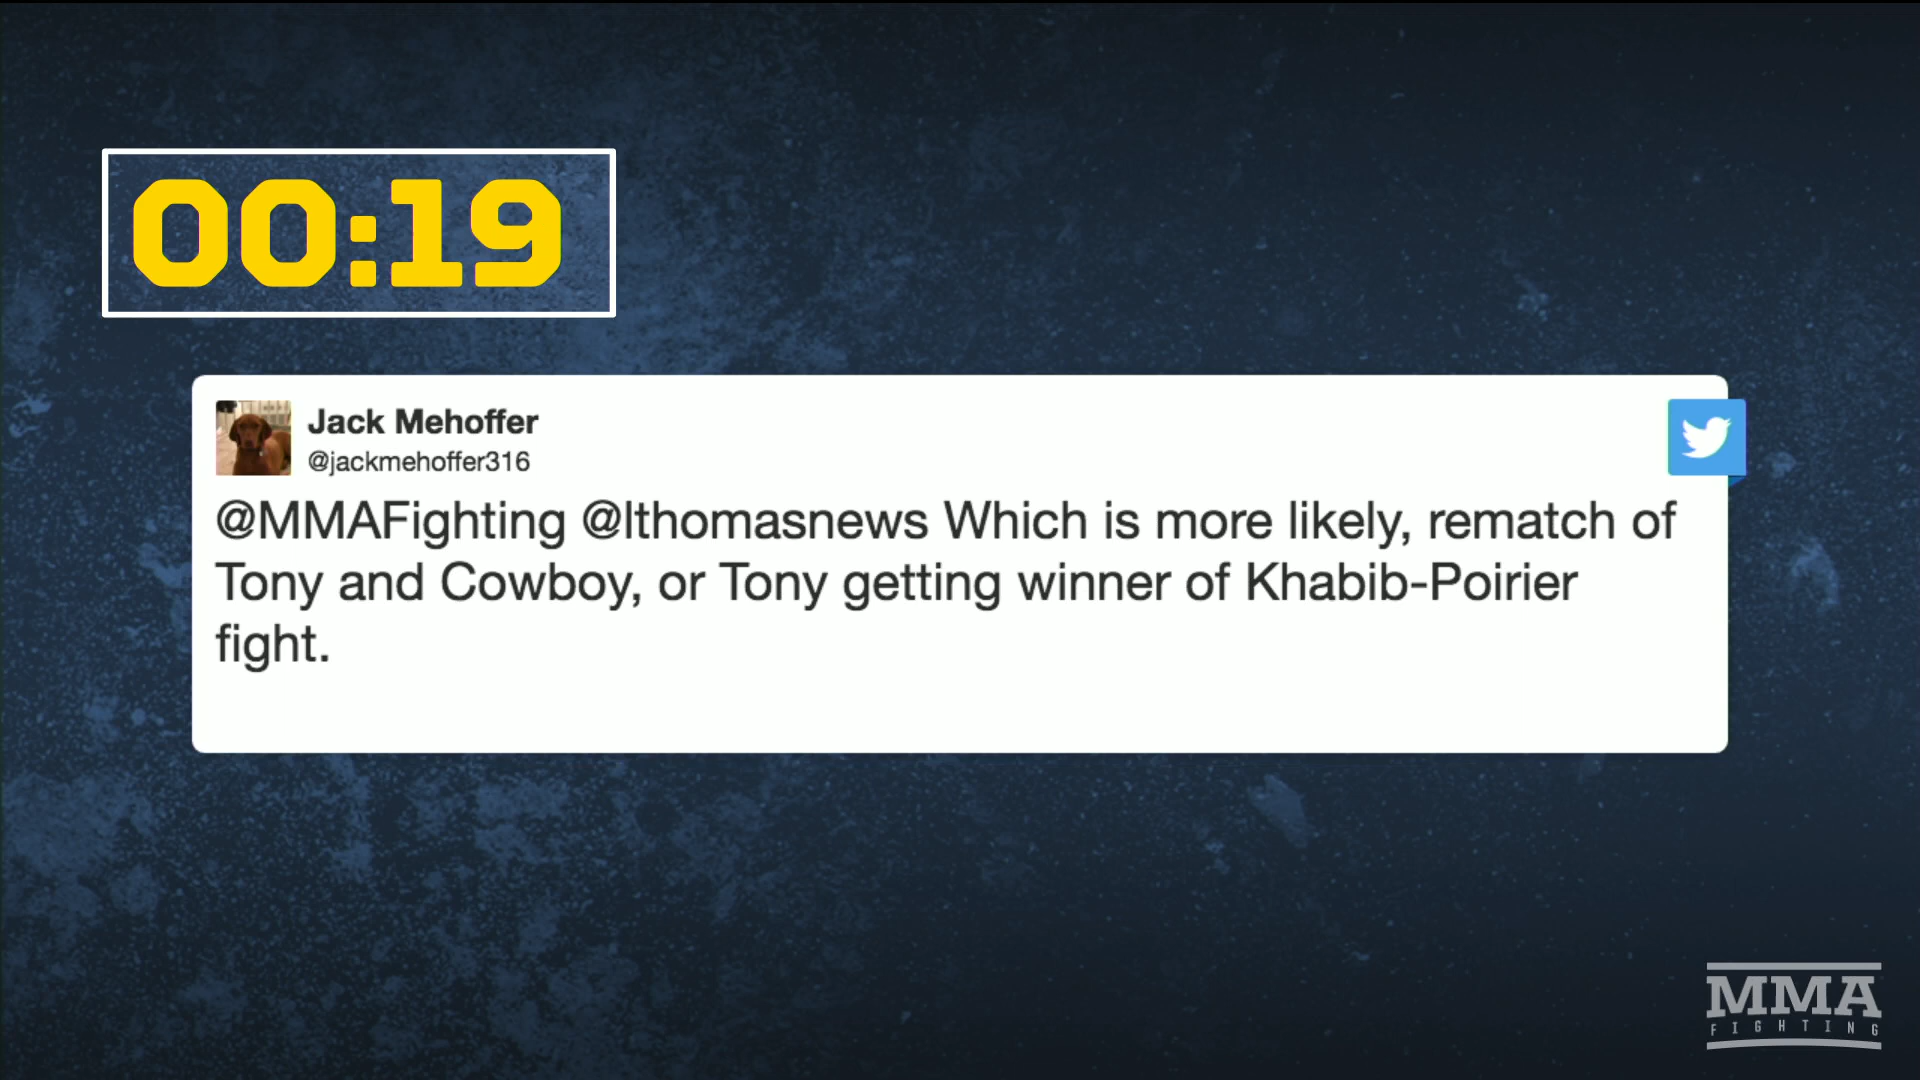 00:19
Jack Mehoffer
@jackmehoffer316
@MMAFighting @lthomasnews Which is more likely, rematch of
Tony and Cowboy, or Tony getting winner of Khabib-Poirier
fight.
MMA
FIGHTING